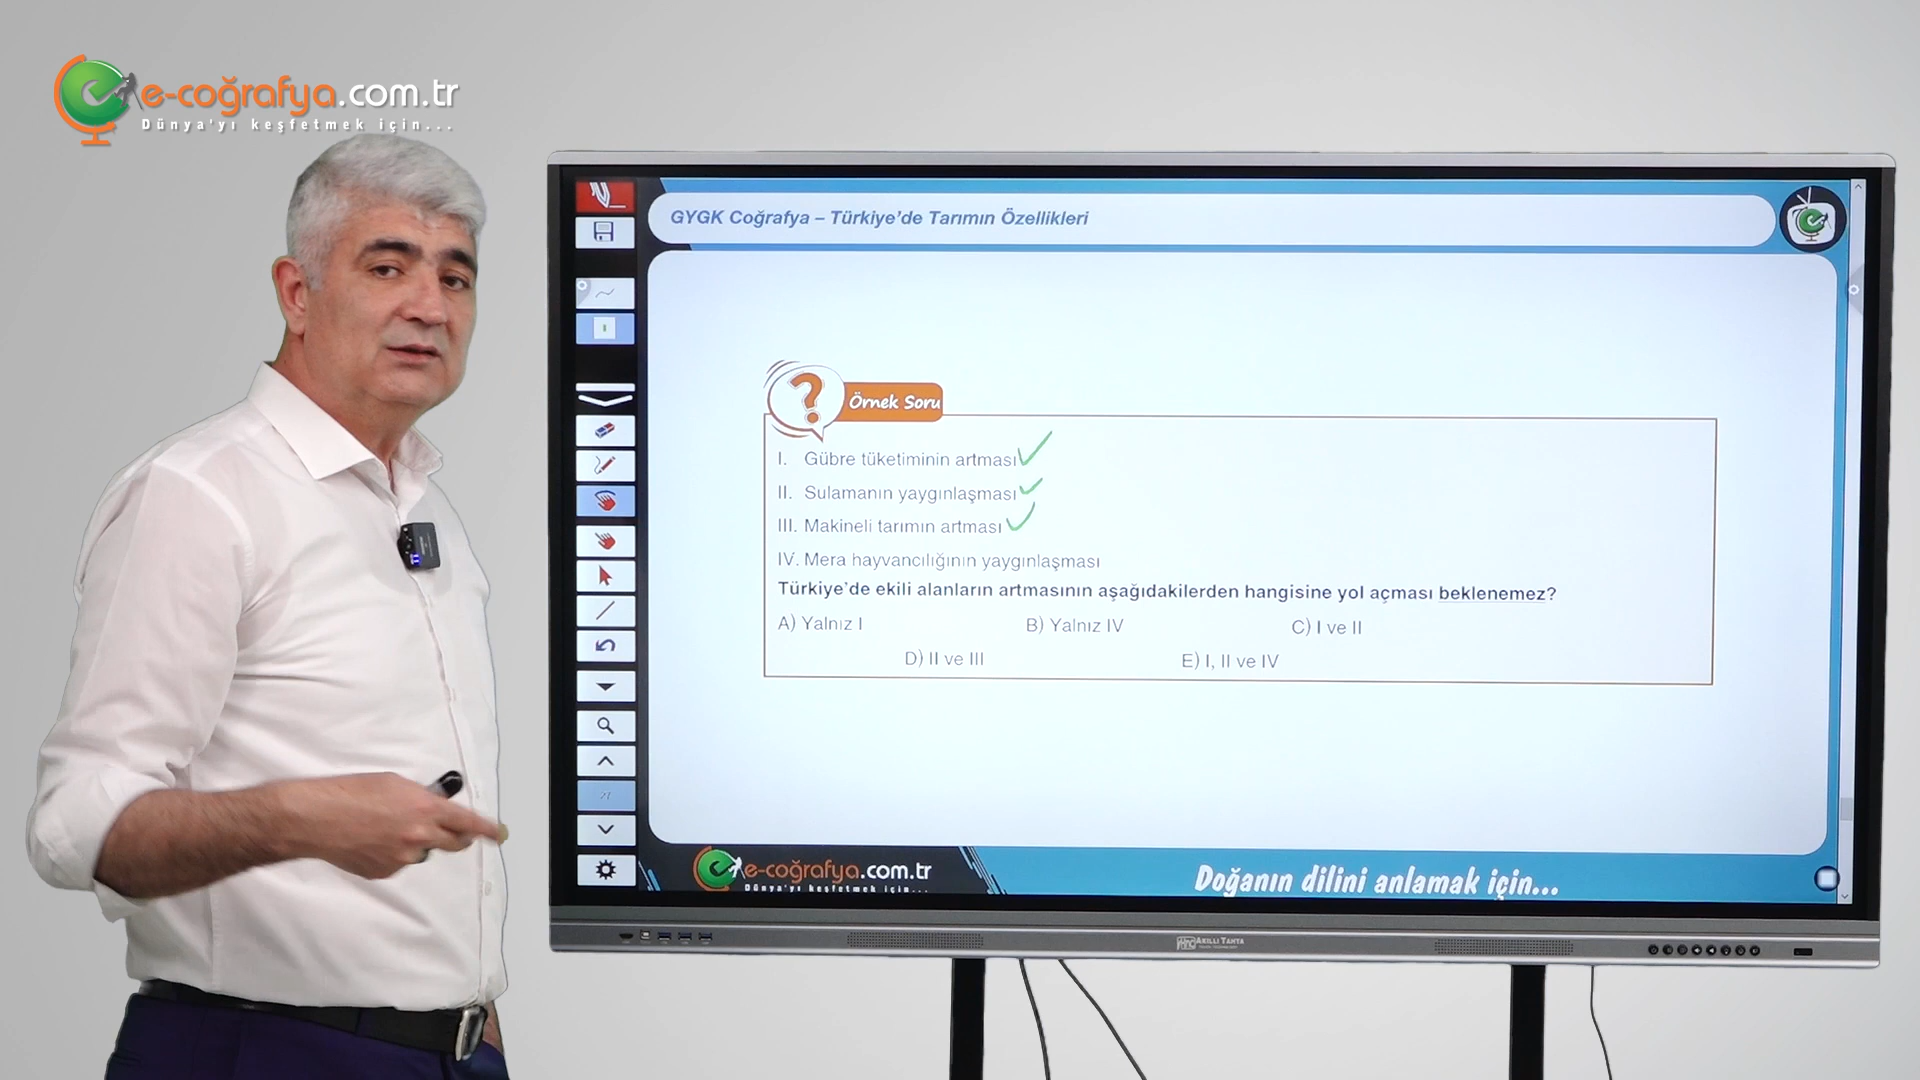 e-coğrafya.com.tr
Dünya'yı keşfetmek için...
GYGK Coğrafya – Türkiye'de Tarımın Özellikleri
Örnek Soru
I. Gübre tüketiminin artması
II. Sulamanın yaygınlaşması
III. Makineli tarımın artması
IV. Mera hayvancılığının yaygınlaşması
Türkiye'de ekili alanların artmasının aşağıdakilerden hangisine yol açması beklenemez?
A) Yalnız I B) Yalnız IV C) I ve II
D) II ve III E) I, II ve IV
e-coğrafya.com.tr
Dünya'yı keşfetmek için...
Doğanın dilini anlamak için...
AKILLI TAHTA